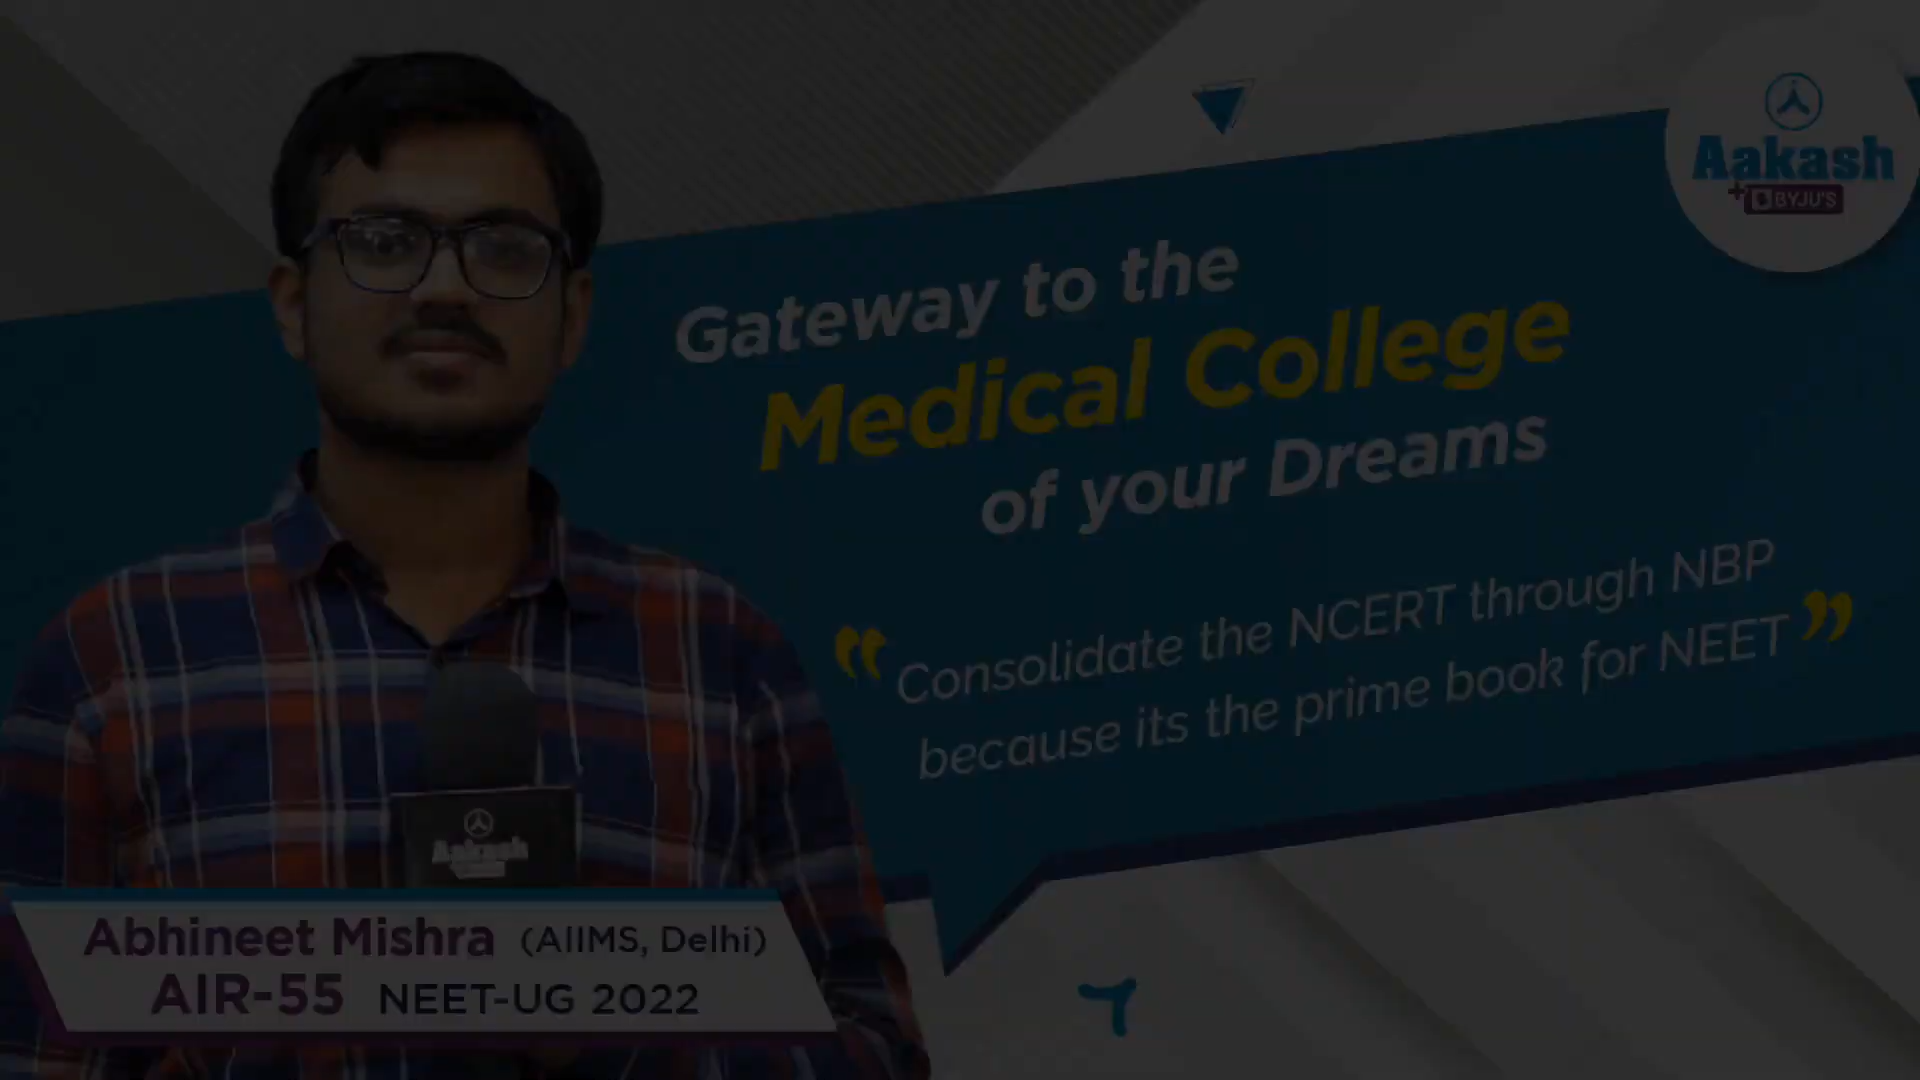 Aakash
+ BYJU'S
Gateway to the
Medical College
of your Dreams
“Consolidate the NCERT through NBP
because its the prime book for NEET”
Aakash
Abhineet Mishra (AIIMS, Delhi)
AIR-55 NEET-UG 2022